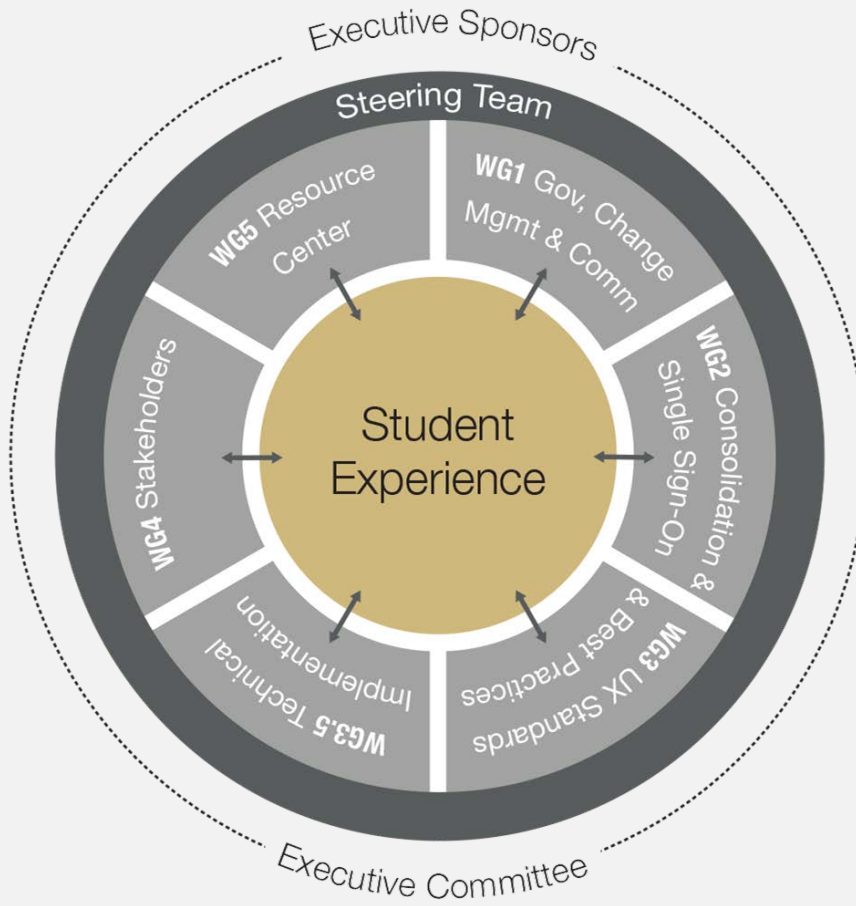 Executive Sponsors
Steering Team
WG1 Gov, Change
Mgmt & Comm
WG2 Consolidation &
Single Sign-On
WG3 UX Standards
& Best Practices
WG3.5 Technical
Implementation
WG4 Stakeholders
WG5 Resource
Center
Student
Experience
Executive Committee